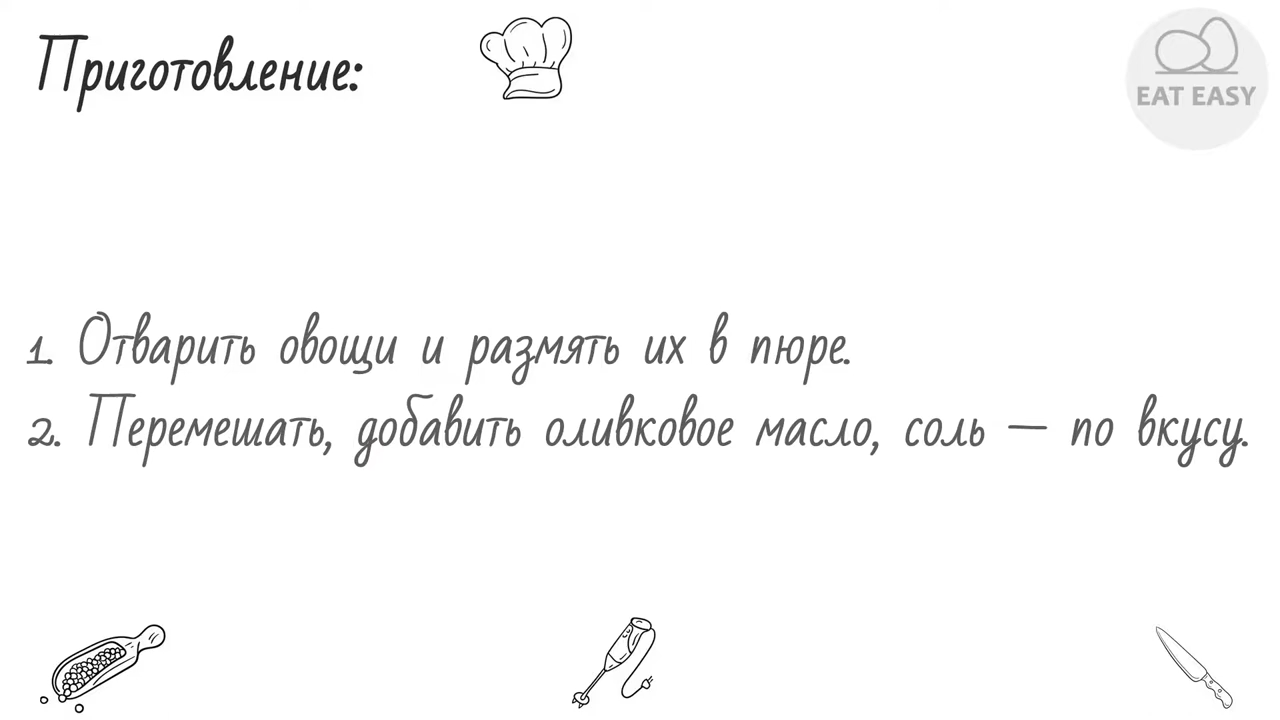 Приготовление:
EAT EASY
1. Отварить овощи и размять их в пюре.
2. Перемешать, добавить оливковое масло, соль — по вкусу.